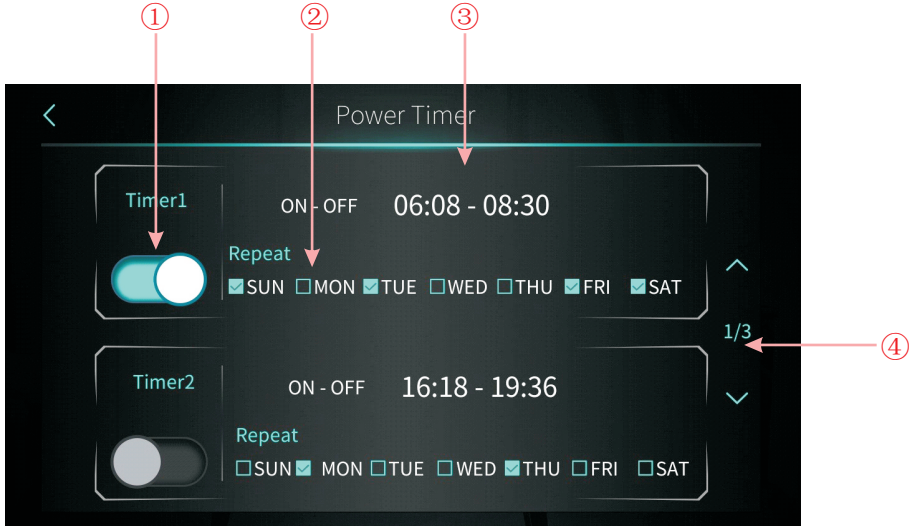 ① ② ③
Power Timer
Timer1
ON - OFF 06:08 - 08:30
Repeat
SUN MON TUE WED THU FRI SAT
1/3
④
Timer2
ON - OFF 16:18 - 19:36
Repeat
SUN MON TUE WED THU FRI SAT